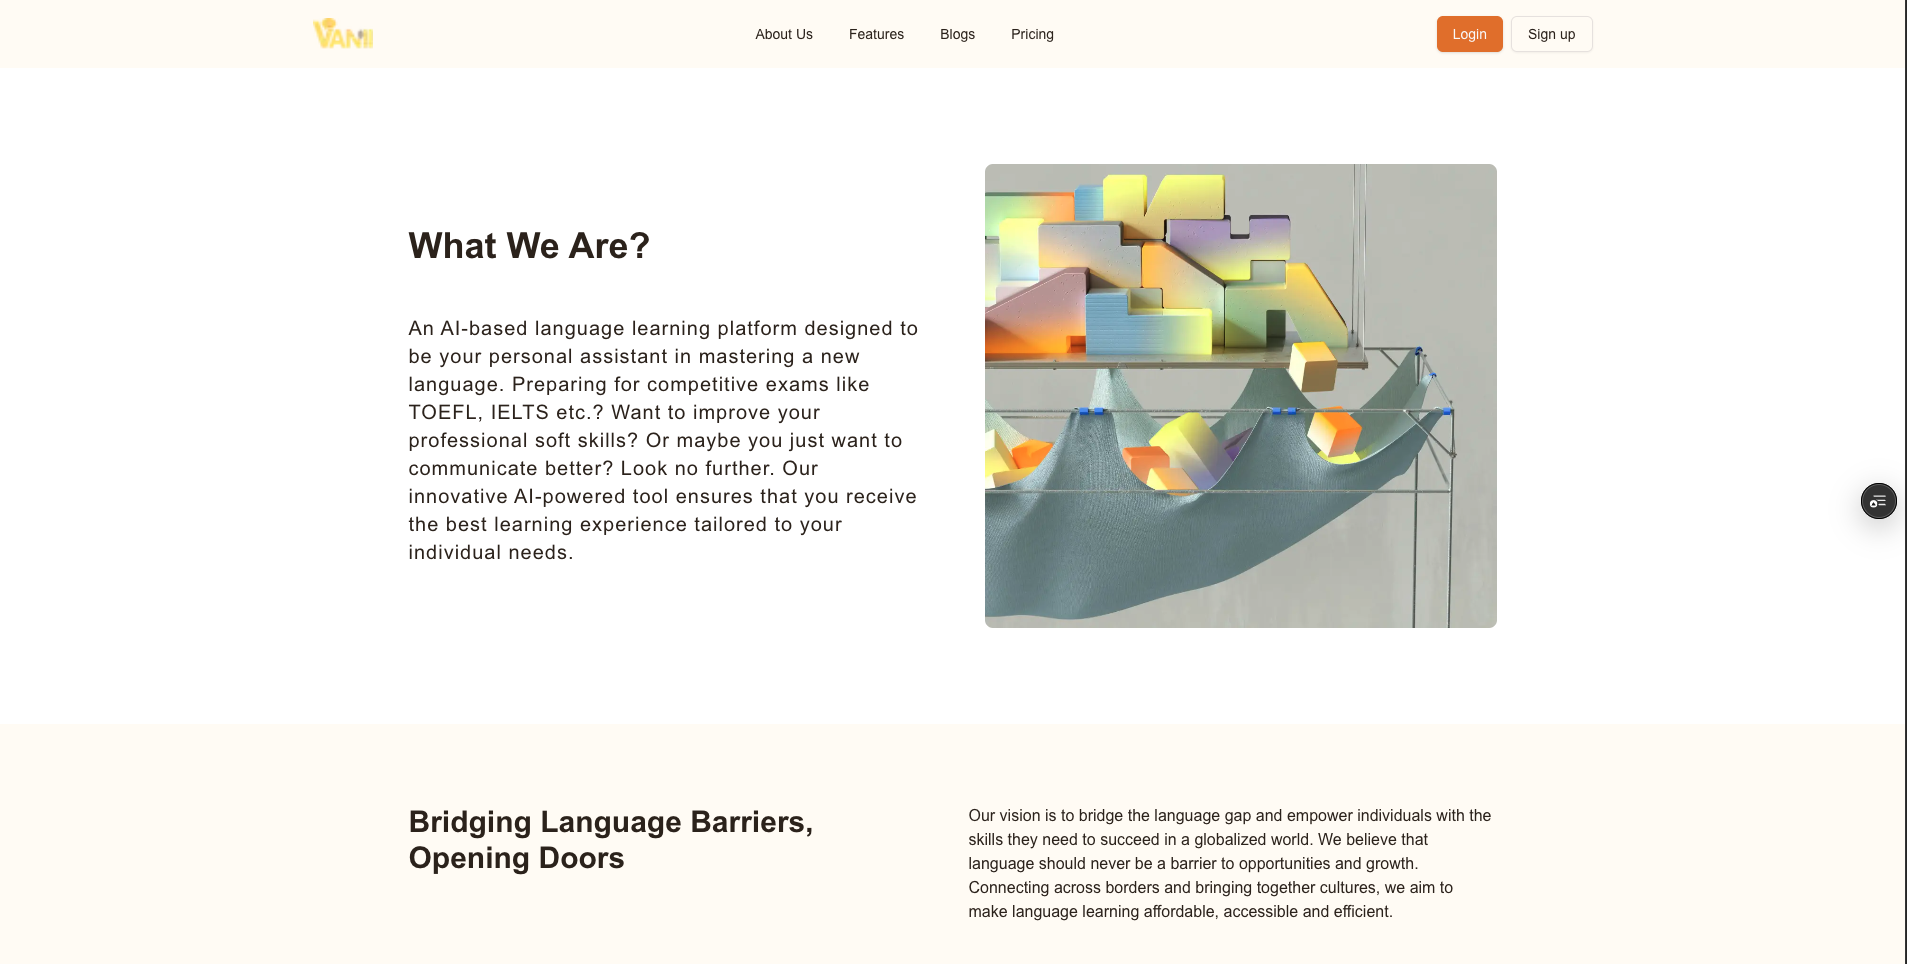 VANII
About Us
Features
Blogs
Pricing
Login
Sign up
What We Are?
An AI-based language learning platform designed to
be your personal assistant in mastering a new
language. Preparing for competitive exams like
TOEFL, IELTS etc.? Want to improve your
professional soft skills? Or maybe you just want to
communicate better? Look no further. Our
innovative AI-powered tool ensures that you receive
the best learning experience tailored to your
individual needs.
Bridging Language Barriers,
Opening Doors
Our vision is to bridge the language gap and empower individuals with the
skills they need to succeed in a globalized world. We believe that
language should never be a barrier to opportunities and growth.
Connecting across borders and bringing together cultures, we aim to
make language learning affordable, accessible and efficient.